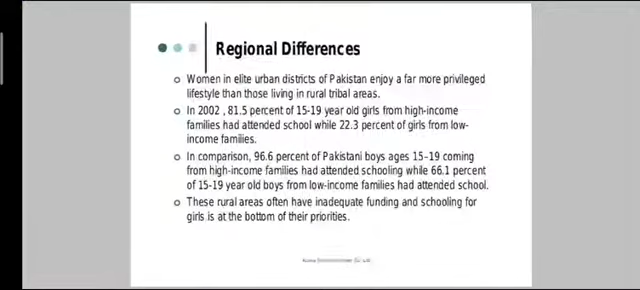 Regional Differences
Women in elite urban districts of Pakistan enjoy a far more privileged
lifestyle than those living in rural tribal areas.
In 2002 , 81.5 percent of 15-19 year old girls from high-income
families had attended school while 22.3 percent of girls from low-
income families.
In comparison, 96.6 percent of Pakistani boys ages 15–19 coming
from high-income families had attended schooling while 66.1 percent
of 15-19 year old boys from low-income families had attended school.
These rural areas often have inadequate funding and schooling for
girls is at the bottom of their priorities.